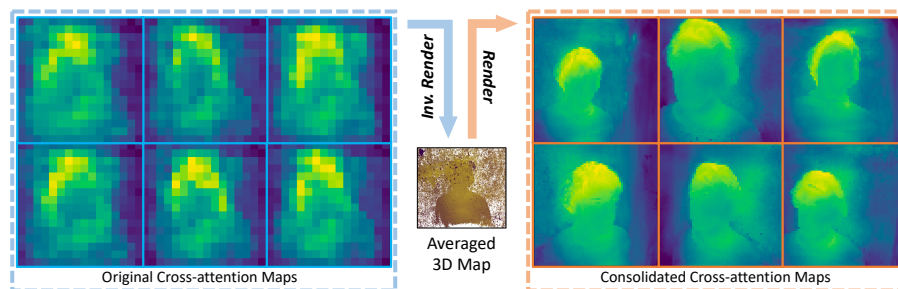 Inv. Render
Render
Averaged
3D Map
Original Cross-attention Maps
Consolidated Cross-attention Maps